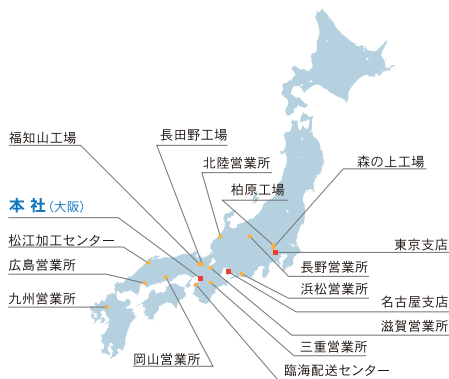 福知山工場
長田野工場
北陸営業所
柏原工場
森の上工場
本 社（大阪）
松江加工センター
広島営業所
九州営業所
東京支店
長野営業所
浜松営業所
名古屋支店
滋賀営業所
三重営業所
岡山営業所
臨海配送センター